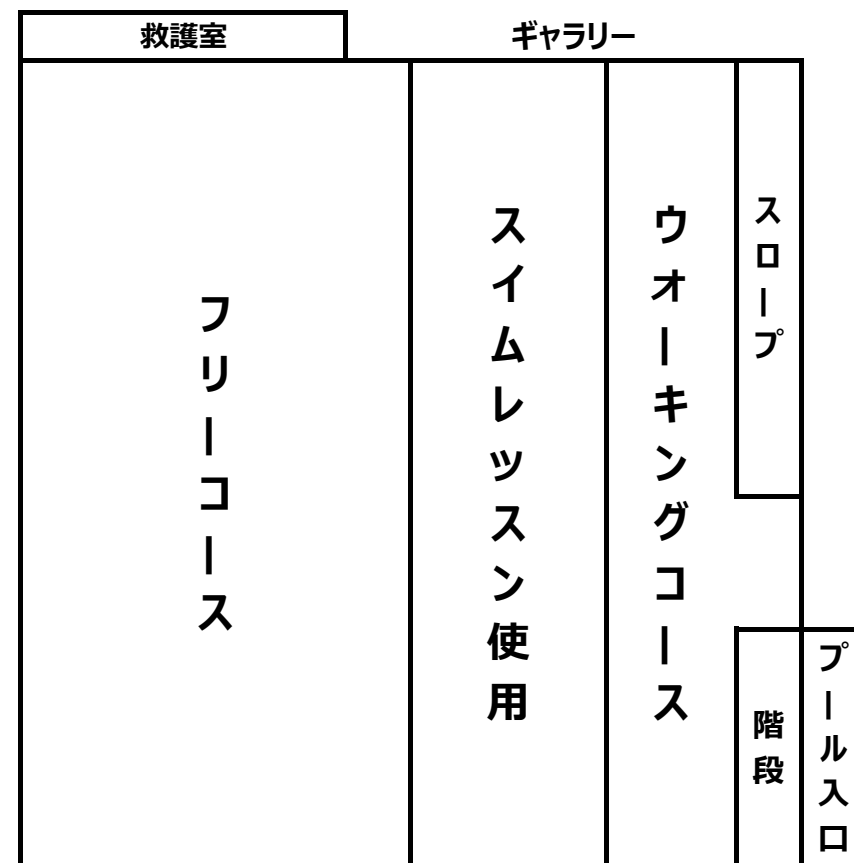 救護室
ギャラリー
フリーコース
スイムレッスン使用
ウオーキングコース
スロープ
階段
プール入口